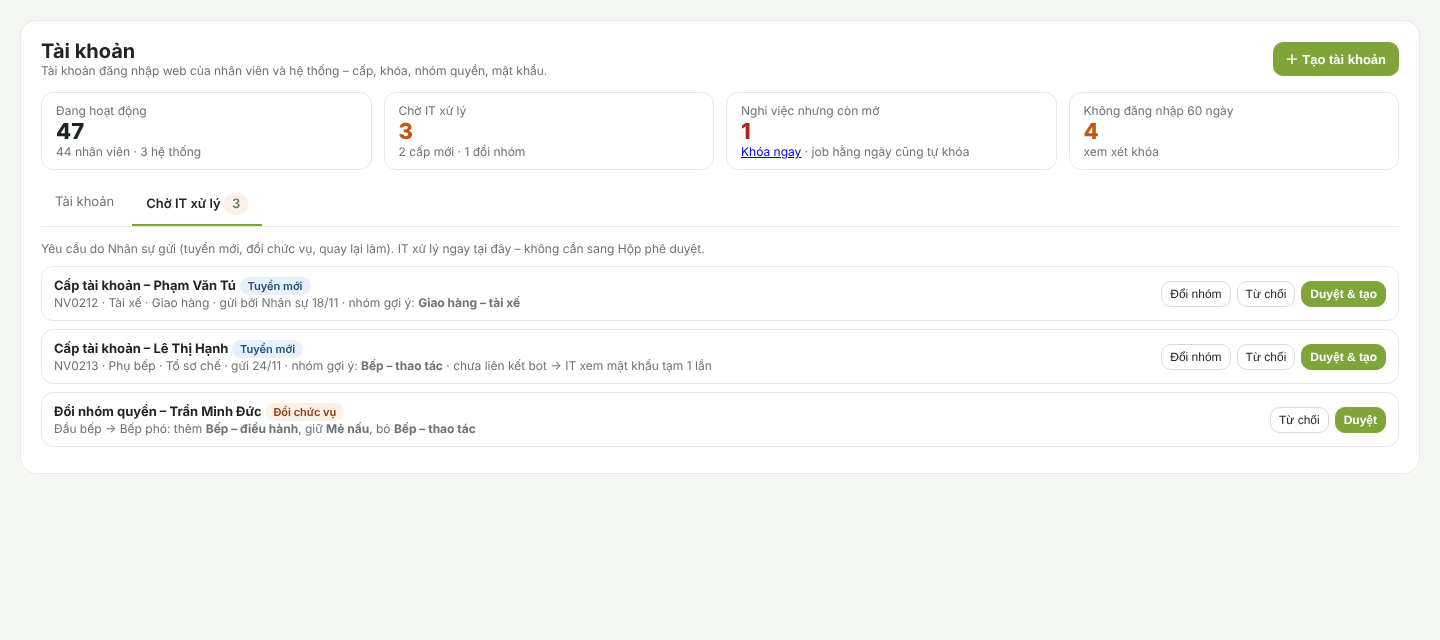 Tài khoản
Tài khoản đăng nhập web của nhân viên và hệ thống – cấp, khóa, nhóm quyền, mật khẩu.
+ Tạo tài khoản
Đang hoạt động
47
44 nhân viên · 3 hệ thống
Chờ IT xử lý
3
2 cấp mới · 1 đổi nhóm
Nghỉ việc nhưng còn mở
1
Khóa ngay · job hằng ngày cũng tự khóa
Không đăng nhập 60 ngày
4
xem xét khóa
Tài khoản
Chờ IT xử lý 3
Yêu cầu do Nhân sự gửi (tuyển mới, đổi chức vụ, quay lại làm). IT xử lý ngay tại đây – không cần sang Hộp phê duyệt.
Cấp tài khoản – Phạm Văn Tú Tuyển mới
NV0212 · Tài xế · Giao hàng · gửi bởi Nhân sự 18/11 · nhóm gợi ý: Giao hàng – tài xế
Đổi nhóm Từ chối Duyệt & tạo
Cấp tài khoản – Lê Thị Hạnh Tuyển mới
NV0213 · Phụ bếp · Tổ sơ chế · gửi 24/11 · nhóm gợi ý: Bếp – thao tác · chưa liên kết bot → IT xem mật khẩu tạm 1 lần
Đổi nhóm Từ chối Duyệt & tạo
Đổi nhóm quyền – Trần Minh Đức Đổi chức vụ
Đầu bếp → Bếp phó: thêm Bếp – điều hành, giữ Mẻ nấu, bỏ Bếp – thao tác
Từ chối Duyệt